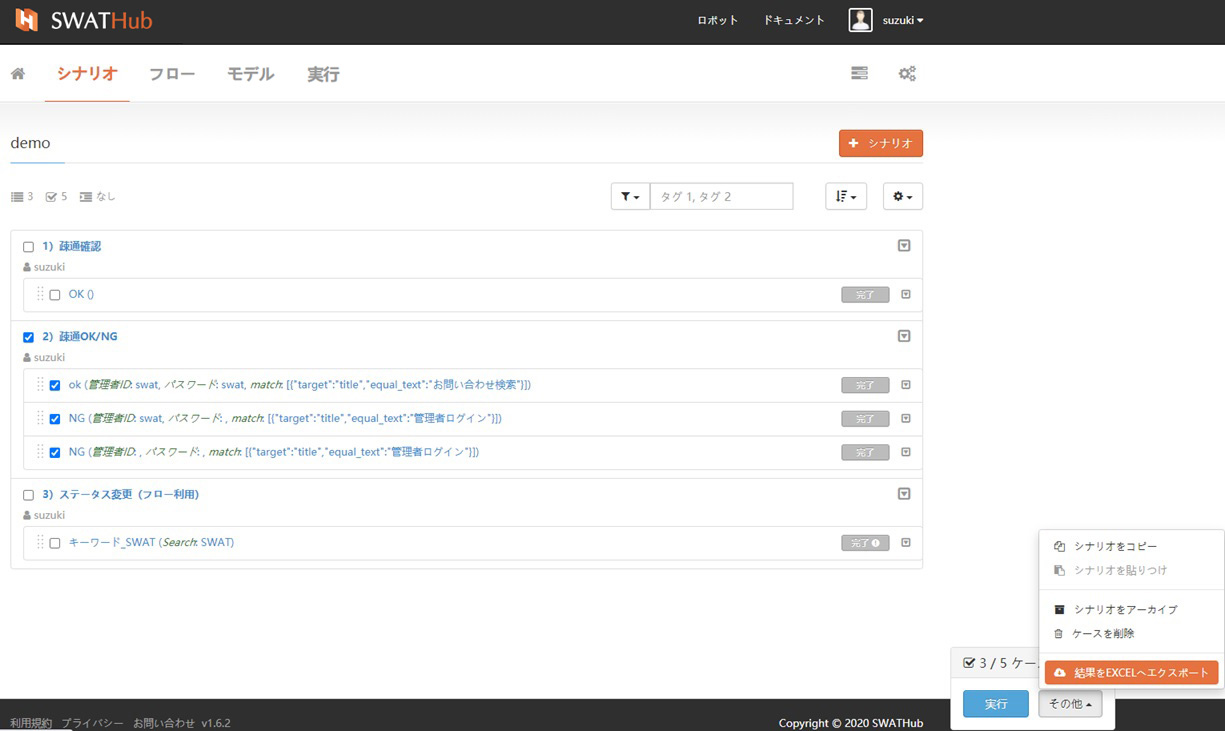 SWATHub
ロボット ドキュメント suzuki
シナリオ フロー モデル 実行
demo
シナリオ
3 5 なし
タグ 1, タグ 2
1）疎通確認
suzuki
OK () 完了
2）疎通OK/NG
suzuki
ok (管理者ID: swat, パスワード: swat, match: [{"target":"title","equal_text":"お問い合わせ検索"}]) 完了
NG (管理者ID: swat, パスワード: , match: [{"target":"title","equal_text":"管理者ログイン"}]) 完了
NG (管理者ID: , パスワード: , match: [{"target":"title","equal_text":"管理者ログイン"}]) 完了
3）ステータス変更（フロー利用）
suzuki
キーワード_SWAT (Search: SWAT) 完了
シナリオをコピー
シナリオを貼りつけ
シナリオをアーカイブ
ケースを削除
3 / 5 ケー
結果をEXCELへエクスポート
実行 その他
利用規約 プライバシー お問い合わせ v1.6.2
Copyright © 2020 SWATHub